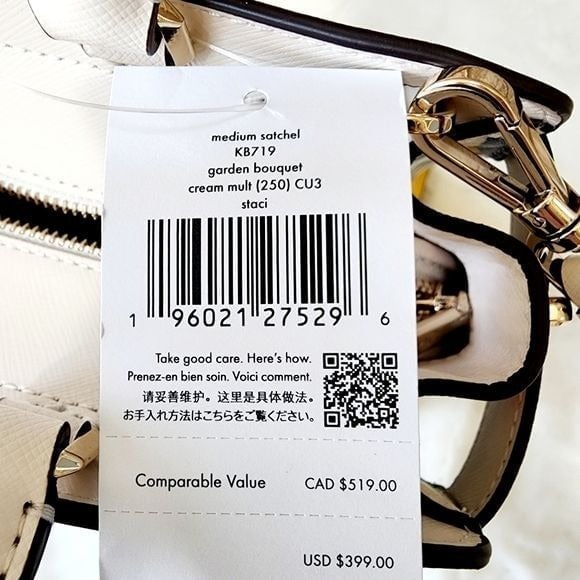 medium satchel
KB719
garden bouquet
cream mult (250) CU3
staci
1 96021 27529 6
Take good care. Here's how.
Prenez-en bien soin. Voici comment.
请妥善维护。这里是具体做法。
お手入れ方法はこちらをご覧ください。
Comparable Value CAD $519.00
USD $399.00